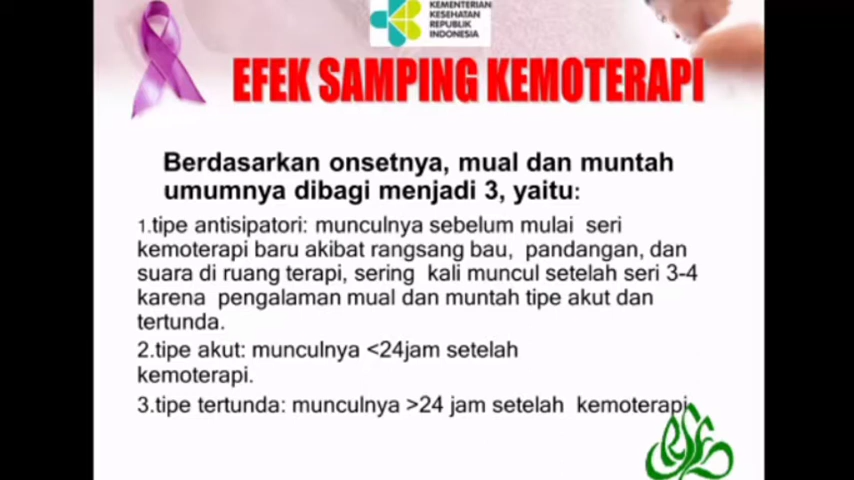 KEMENTERIAN
KESEHATAN
REPUBLIK
INDONESIA
EFEK SAMPING KEMOTERAPI
Berdasarkan onsetnya, mual dan muntah
umumnya dibagi menjadi 3, yaitu:
1.tipe antisipatori: munculnya sebelum mulai seri
kemoterapi baru akibat rangsang bau, pandangan, dan
suara di ruang terapi, sering kali muncul setelah seri 3-4
karena pengalaman mual dan muntah tipe akut dan
tertunda.
2.tipe akut: munculnya <24jam setelah
kemoterapi.
3.tipe tertunda: munculnya >24 jam setelah kemoterapi.